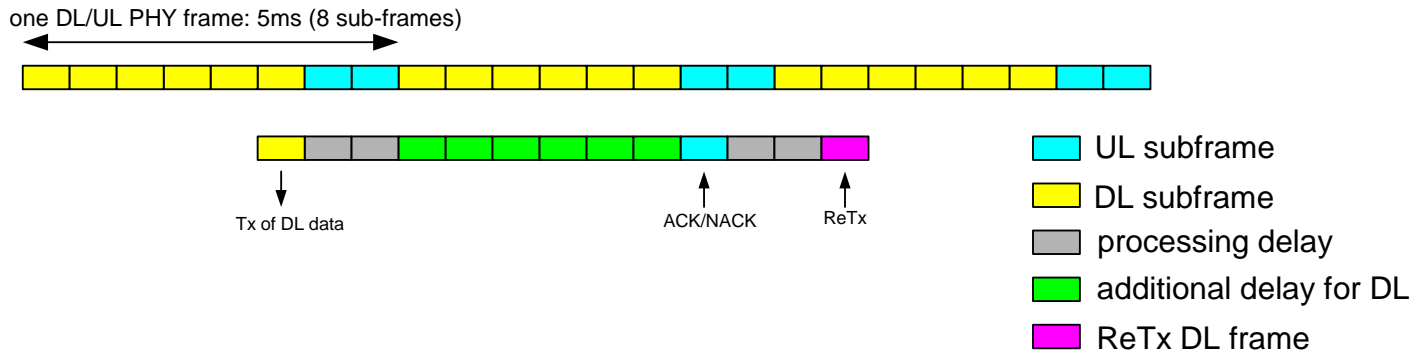 one DL/UL PHY frame: 5ms (8 sub-frames)
Tx of DL data
ACK/NACK
ReTx
UL subframe
DL subframe
processing delay
additional delay for DL
ReTx DL frame